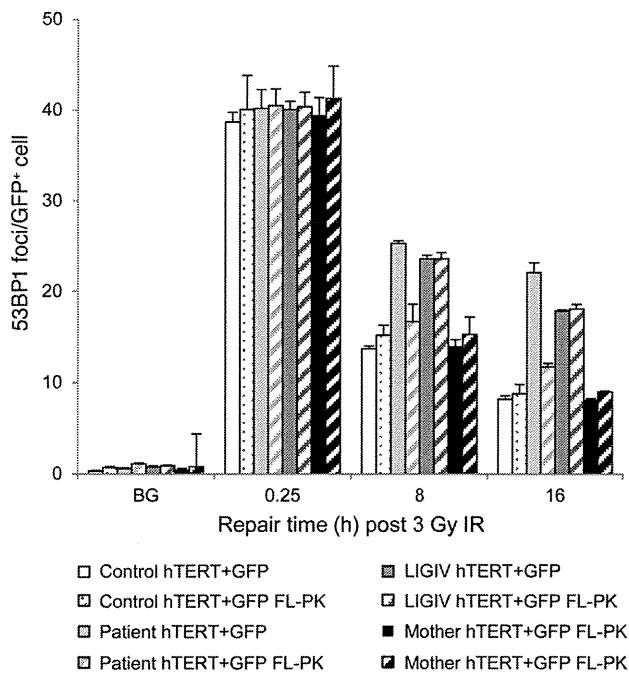 50
40
30
20
10
0
53BP1 foci/GFP⁺ cell
BG 0.25 8 16
Repair time (h) post 3 Gy IR
Control hTERT+GFP
Control hTERT+GFP FL-PK
Patient hTERT+GFP
Patient hTERT+GFP FL-PK
LIGIV hTERT+GFP
LIGIV hTERT+GFP FL-PK
Mother hTERT+GFP FL-PK
Mother hTERT+GFP FL-PK